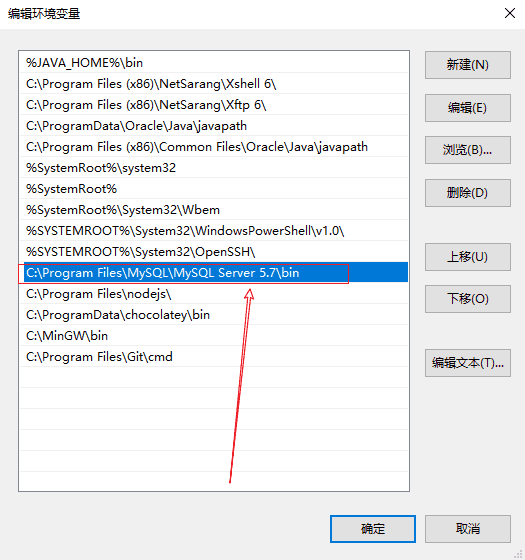 编辑环境变量
%JAVA_HOME%\bin
C:\Program Files (x86)\NetSarang\Xshell 6\
C:\Program Files (x86)\NetSarang\Xftp 6\
C:\ProgramData\Oracle\Java\javapath
C:\Program Files (x86)\Common Files\Oracle\Java\javapath
%SystemRoot%\system32
%SystemRoot%
%SystemRoot%\System32\Wbem
%SYSTEMROOT%\System32\WindowsPowerShell\v1.0\
%SYSTEMROOT%\System32\OpenSSH\
C:\Program Files\MySQL\MySQL Server 5.7\bin
C:\Program Files\nodejs\
C:\ProgramData\chocolatey\bin
C:\MinGW\bin
C:\Program Files\Git\cmd
新建(N)
编辑(E)
浏览(B)...
删除(D)
上移(U)
下移(O)
编辑文本(T)...
确定
取消